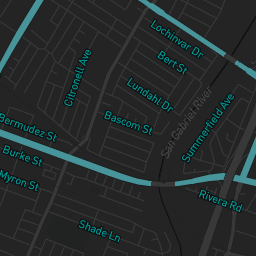 Lochinvar Dr
Bert St
Citronell Ave
Lundahl Dr
Bascom St
San Gabriel River
Summerfield Ave
Bermudez St
Burke St
Myron St
Rivera Rd
Shade Ln